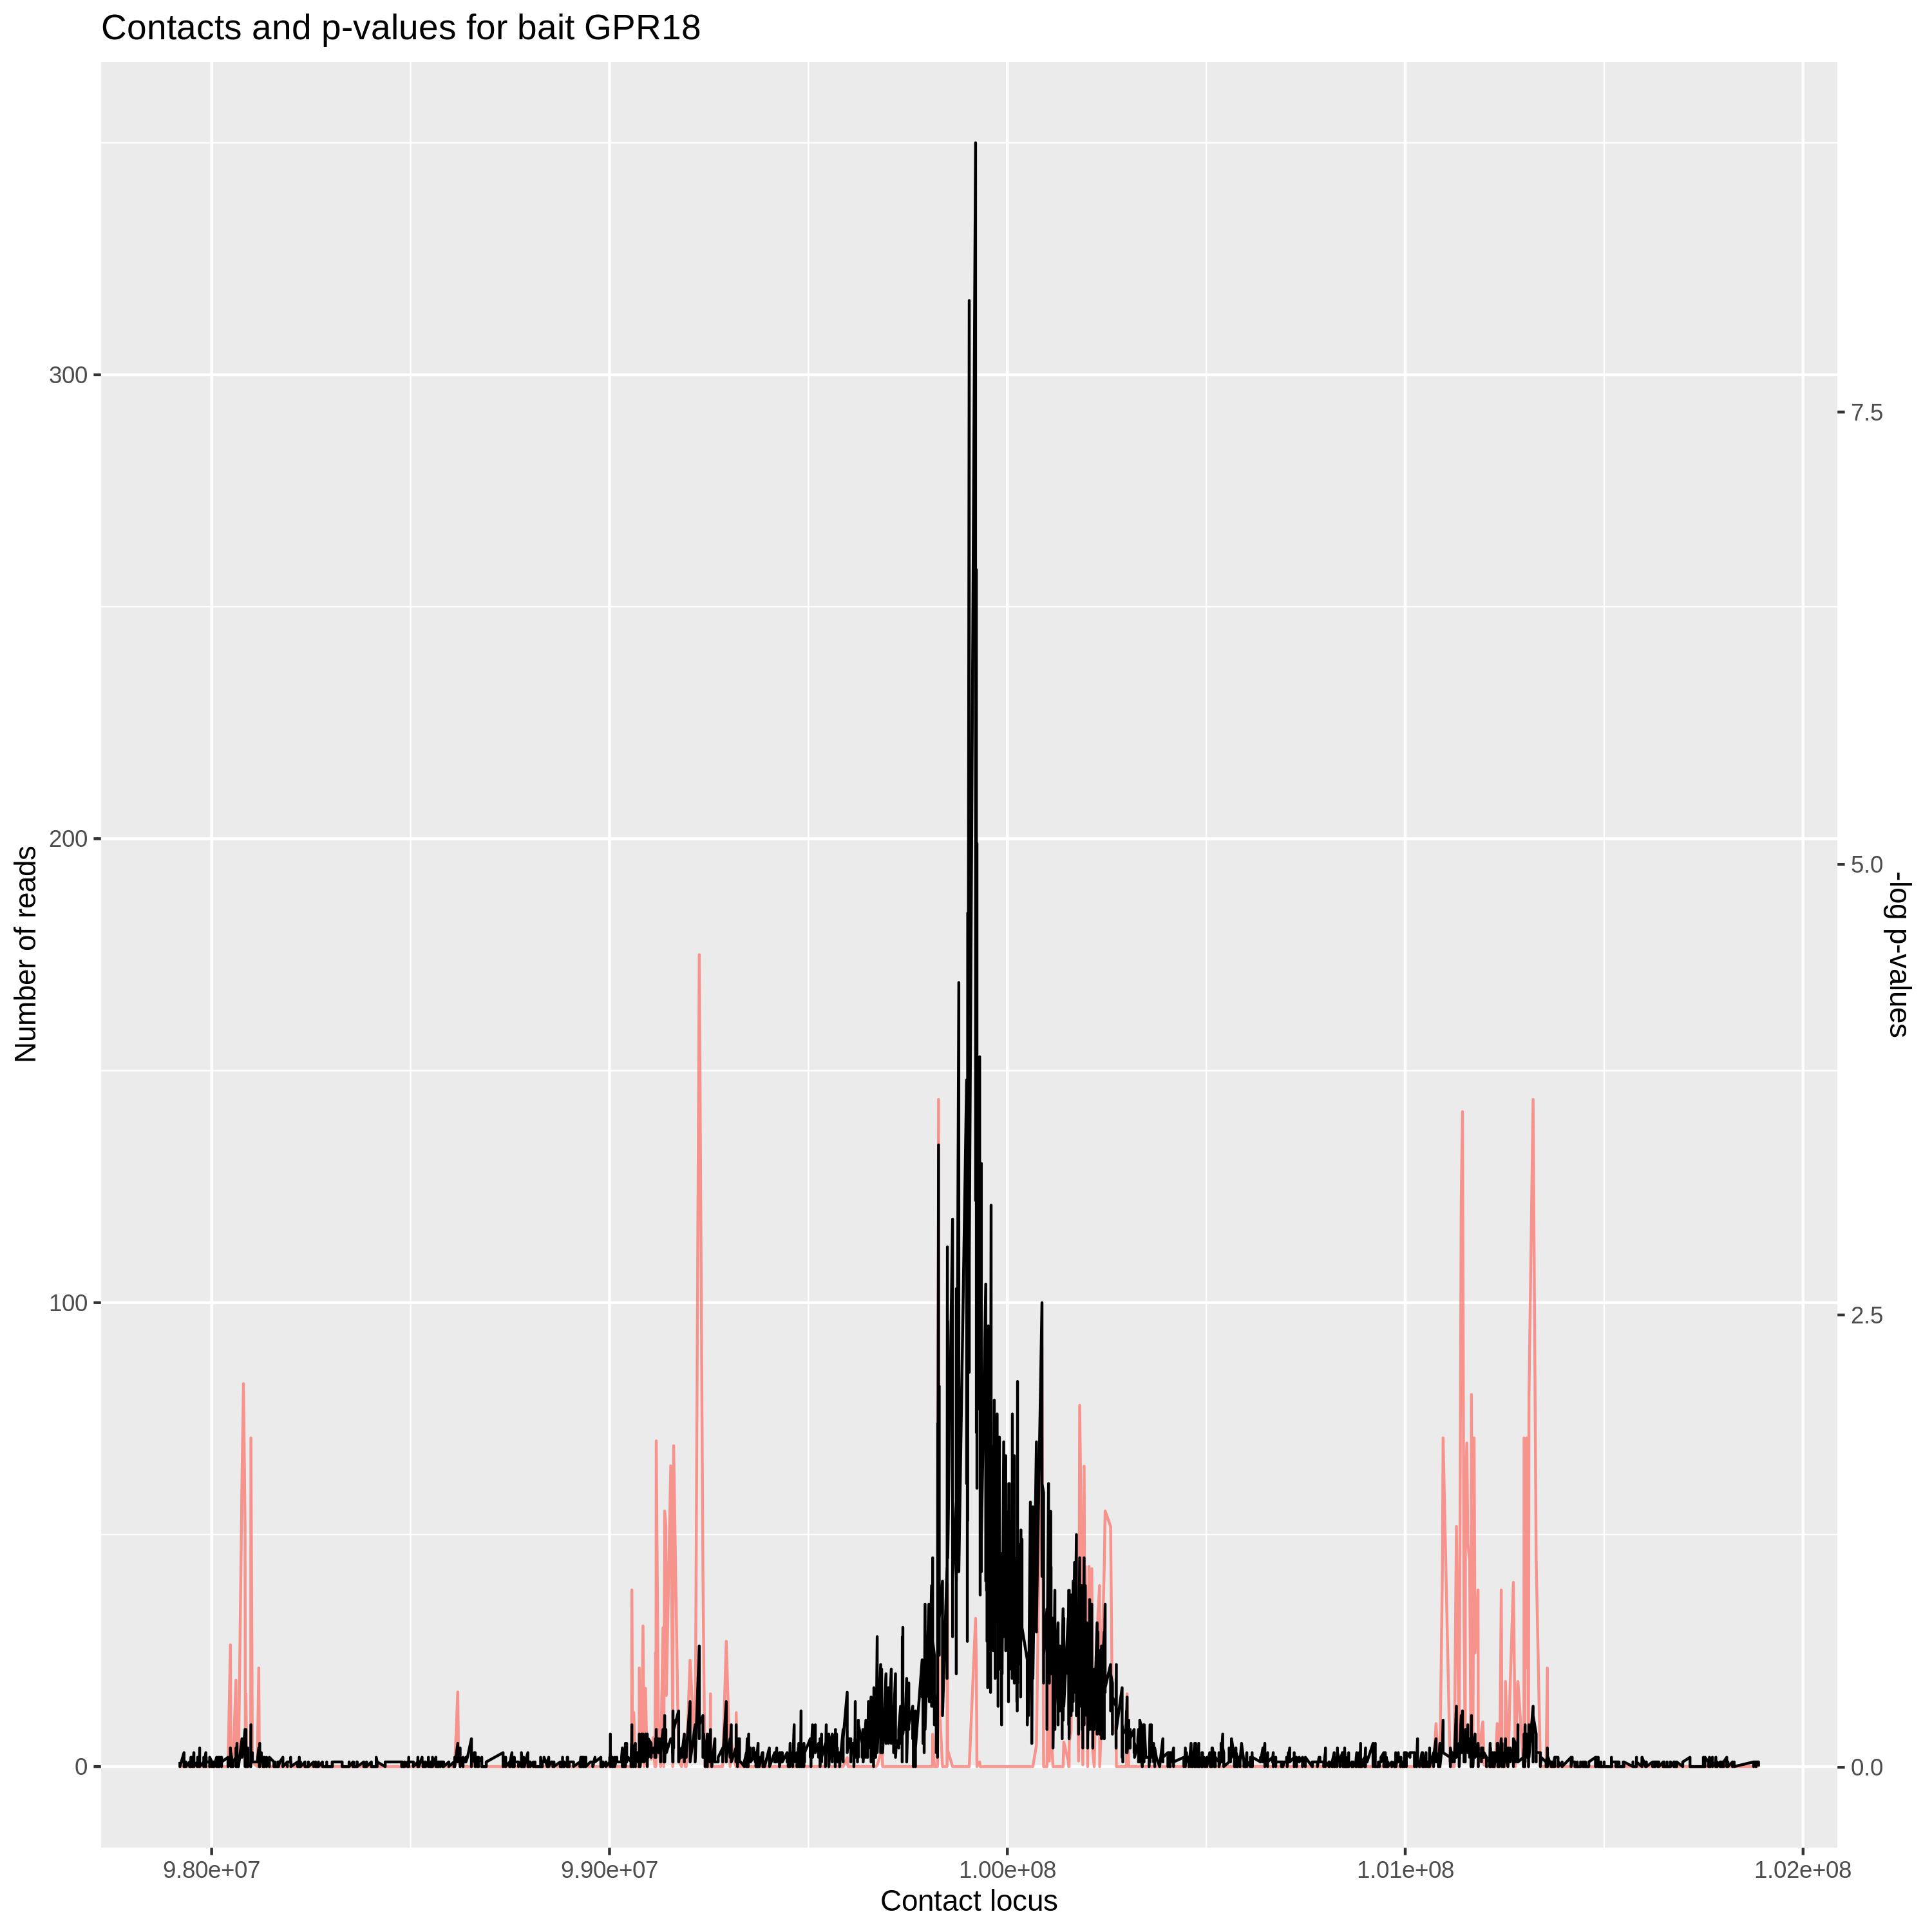 Contacts and p-values for bait GPR18
300
200
100
0
Number of reads
7.5
5.0
2.5
0.0
-log p-values
9.80e+07 9.90e+07 1.00e+08 1.01e+08 1.02e+08
Contact locus